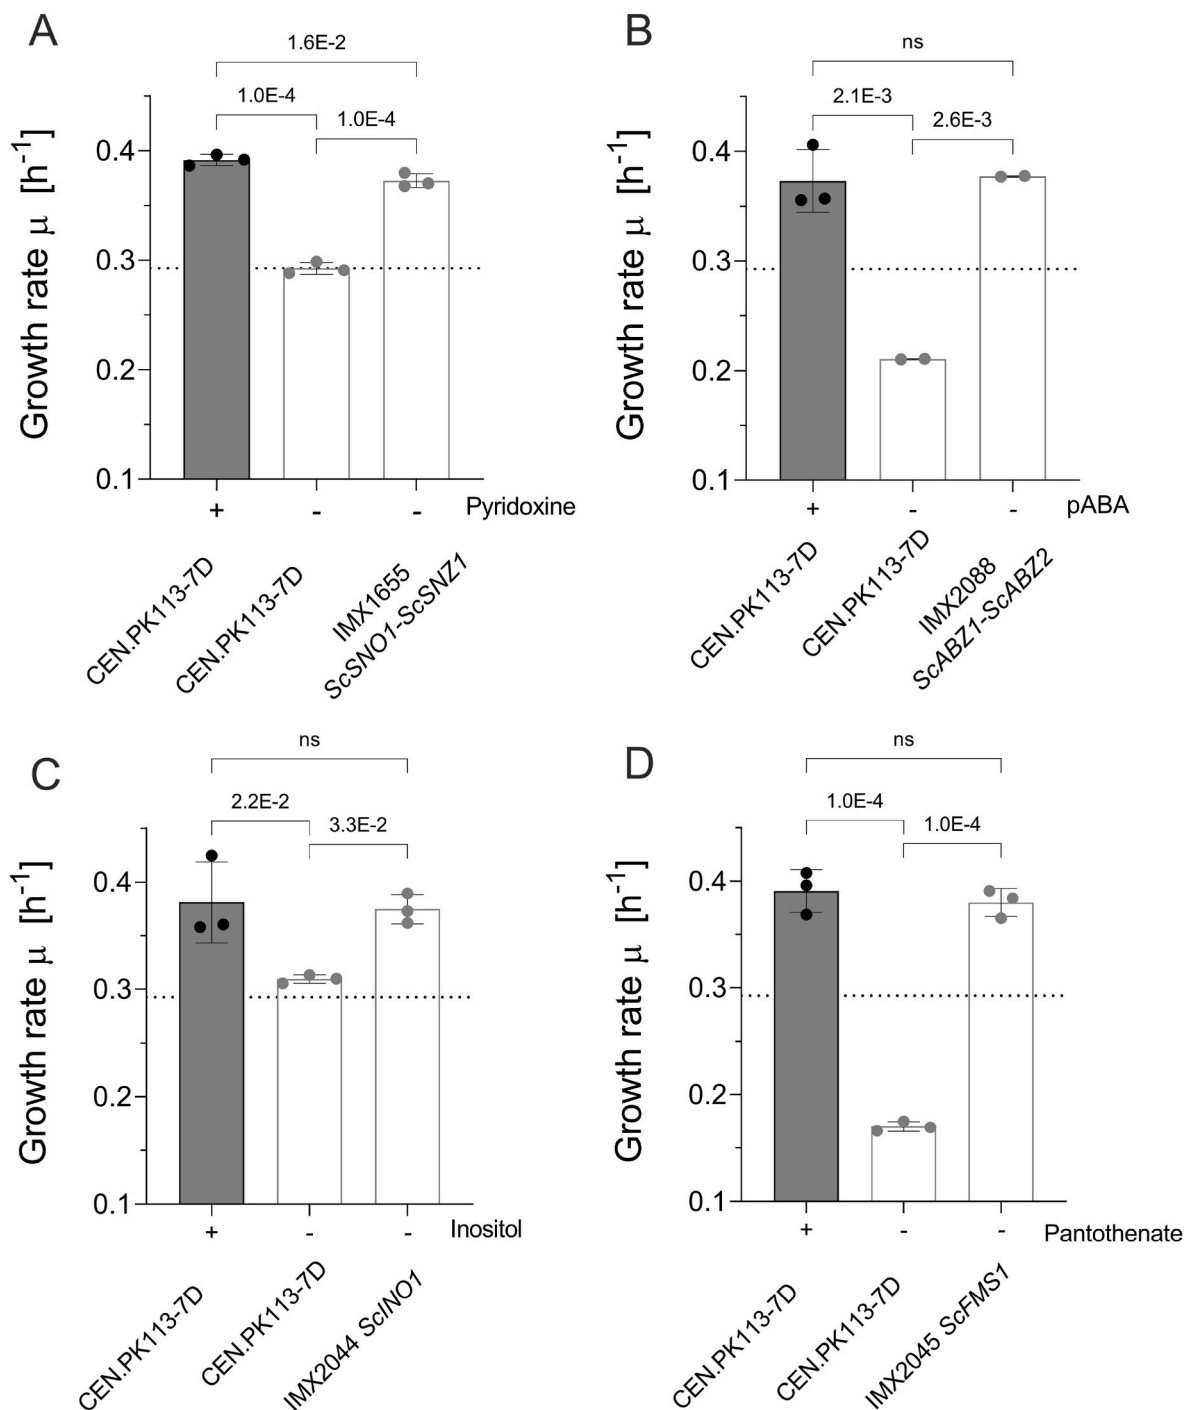 A
1.6E-2
1.0E-4
1.0E-4
Growth rate μ [h-1]
0.4
0.3
0.2
0.1
+
-
-
Pyridoxine
CEN.PK113-7D
CEN.PK113-7D
IMX1655
ScSNO1-ScSNZ1
B
ns
2.1E-3
2.6E-3
Growth rate μ [h-1]
0.4
0.3
0.2
0.1
+
-
-
pABA
CEN.PK113-7D
CEN.PK113-7D
IMX2088
ScABZ1-ScABZ2
C
ns
2.2E-2
3.3E-2
Growth rate μ [h-1]
0.4
0.3
0.2
0.1
+
-
-
Inositol
CEN.PK113-7D
CEN.PK113-7D
IMX2044 ScINO1
D
ns
1.0E-4
1.0E-4
Growth rate μ [h-1]
0.4
0.3
0.2
0.1
+
-
-
Pantothenate
CEN.PK113-7D
CEN.PK113-7D
IMX2045 ScFMS1